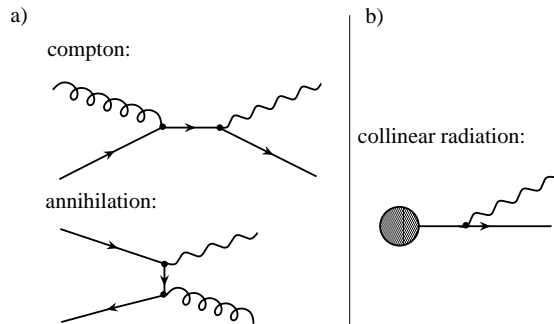 a)
compton:
annihilation:
b)
collinear radiation: